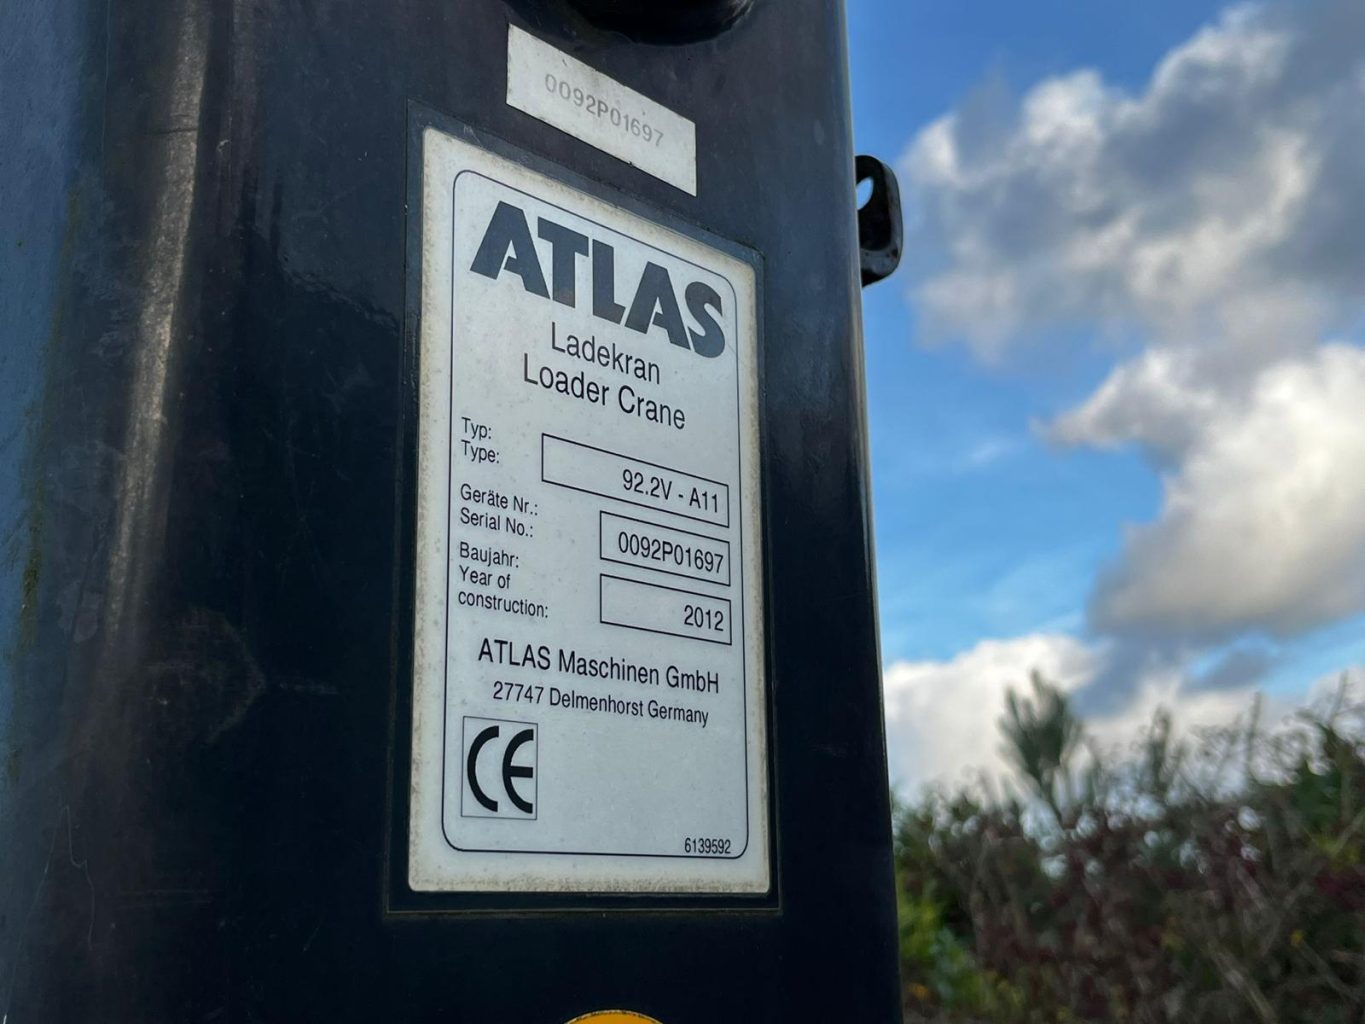 0092P01697
ATLAS
Ladekran
Loader Crane
Typ:
Type:
92.2V - A11
Geräte Nr.:
Serial No.:
0092P01697
Baujahr:
Year of
construction:
2012
ATLAS Maschinen GmbH
27747 Delmenhorst Germany
CE
6139592